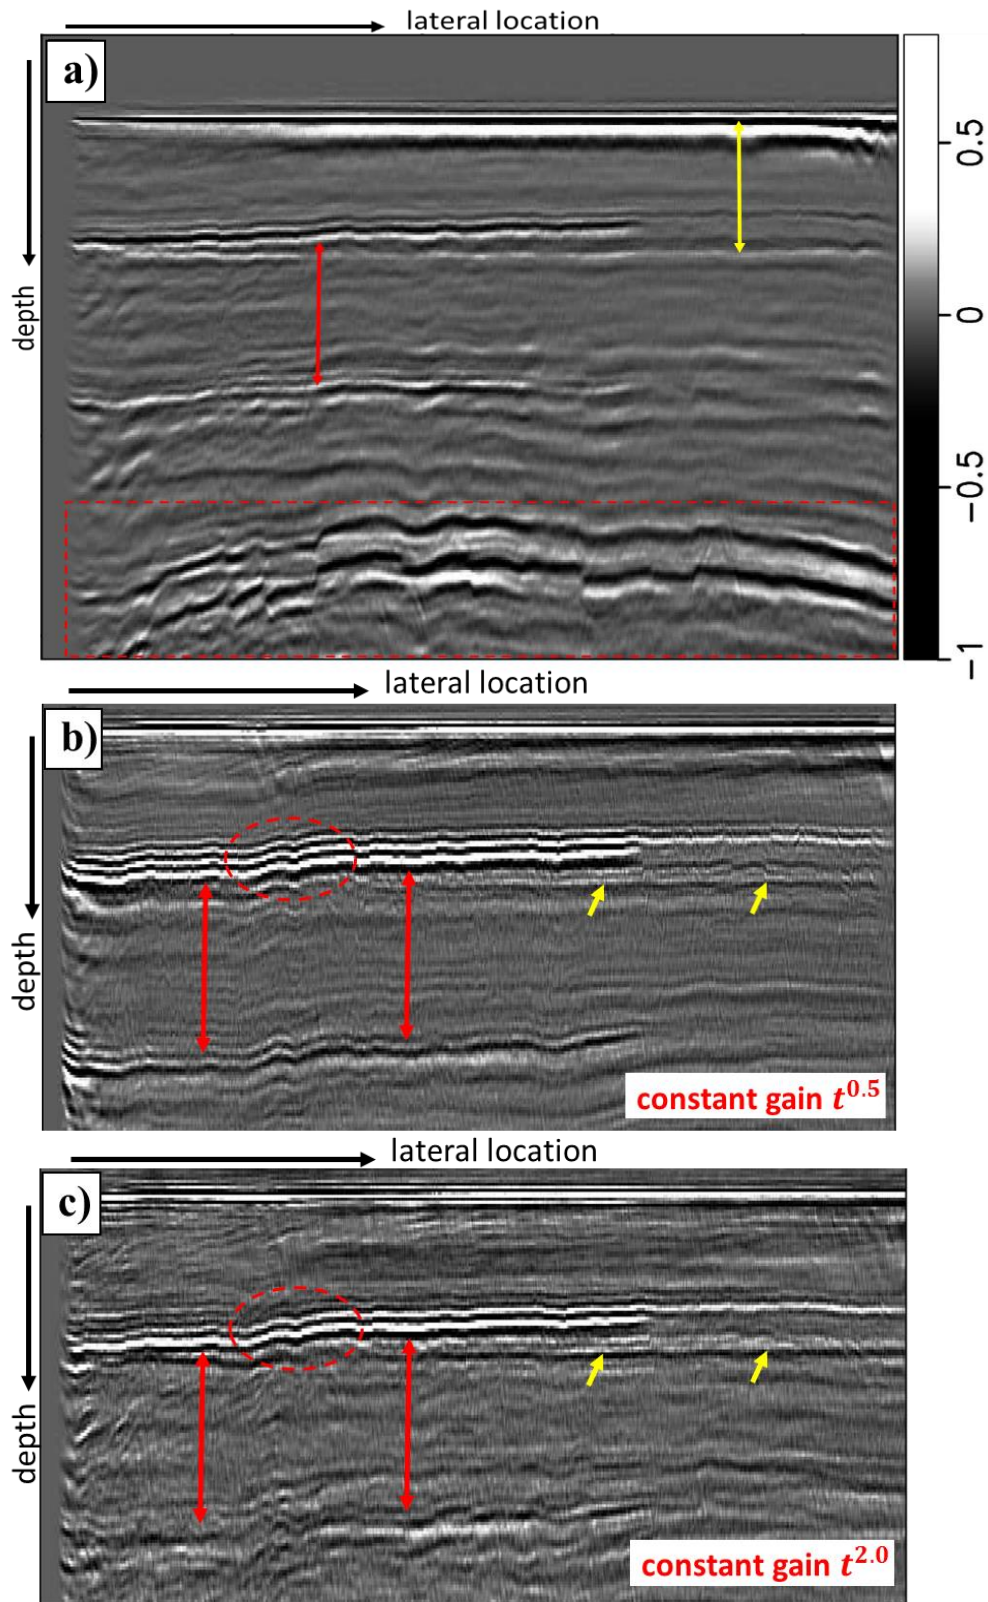 lateral location
a)
depth
0.5
0
−0.5
−1
lateral location
b)
depth
constant gain t^0.5
lateral location
c)
depth
constant gain t^2.0